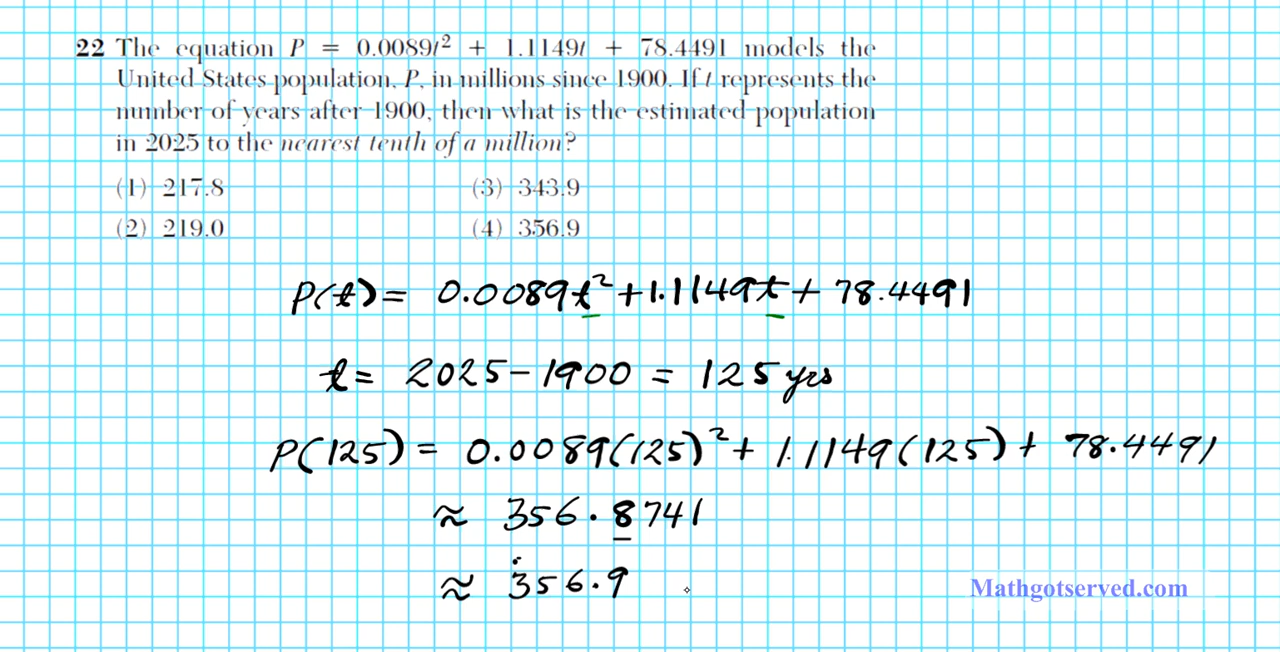 22 The equation P = 0.0089t² + 1.1149t + 78.4491 models the
United States population, P, in millions since 1900. If t represents the
number of years after 1900, then what is the estimated population
in 2025 to the nearest tenth of a million?
(1) 217.8 (3) 343.9
(2) 219.0 (4) 356.9
P(t) = 0.0089t² + 1.1149t + 78.4491
t = 2025 - 1900 = 125 yrs
P(125) = 0.0089(125)² + 1.1149(125) + 78.4491
≈ 356.8741
≈ 356.9
Mathgotserved.com